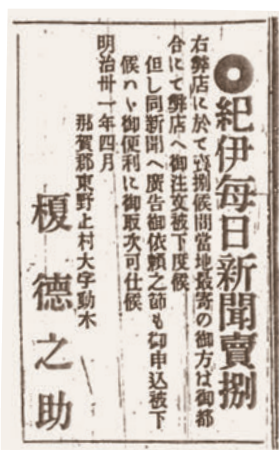 ◉紀伊每日新聞賣捌
右弊店に於て賣捌候間當地最寄の御方は御都
合にて弊店へ御注文被下度候
但し同新聞へ廣告御依賴之節も御申込被下
候ハヽ御便利に御取次可仕候
明治卅一年四月
那賀郡東野上村大字動木
榎德之助